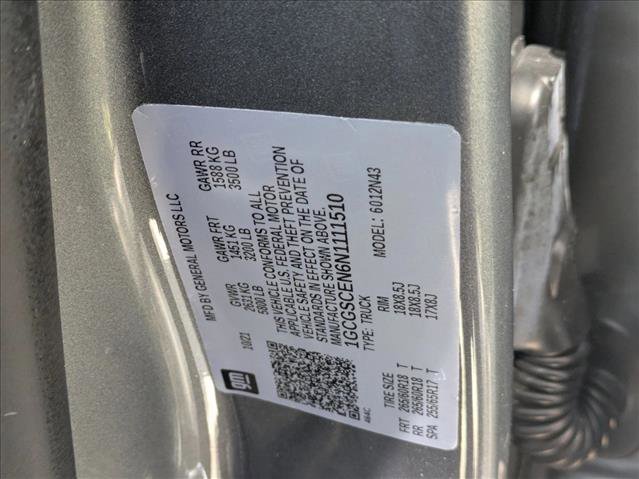 MFD BY GENERAL MOTORS LLC
10/21
GVWR
2631 KG
5800 LB
GAWR FRT
1451 KG
3200 LB
GAWR RR
1588 KG
3500 LB
THIS VEHICLE CONFORMS TO ALL
APPLICABLE U.S. FEDERAL MOTOR
VEHICLE SAFETY AND THEFT PREVENTION
STANDARDS IN EFFECT ON THE DATE OF
MANUFACTURE SHOWN ABOVE.
1GCGSCEN6N1111510
TYPE: TRUCK
MODEL: 6012N43
gm
464C
TIRE SIZE RIM
FRT 265/60R18 T 18X8.5J
RR 265/60R18 T 18X8.5J
SPA 255/65R17 T 17X8J